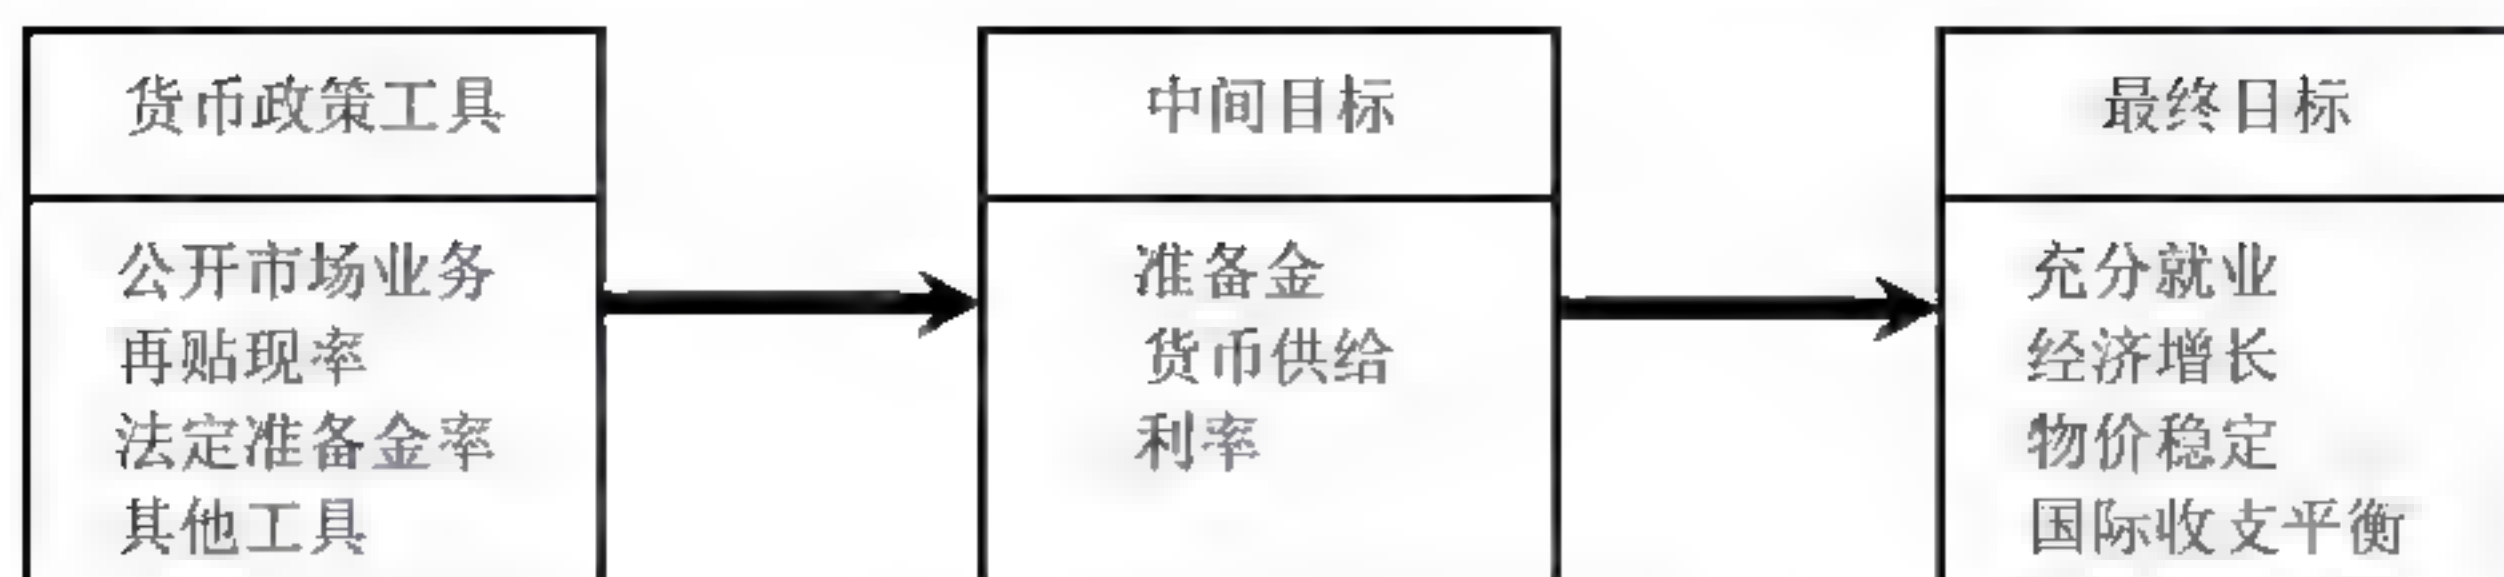 货币政策工具
公开市场业务
再贴现率
法定准备金率
其他工具
中间目标
准备金
货币供给
利率
最终目标
充分就业
经济增长
物价稳定
国际收支平衡